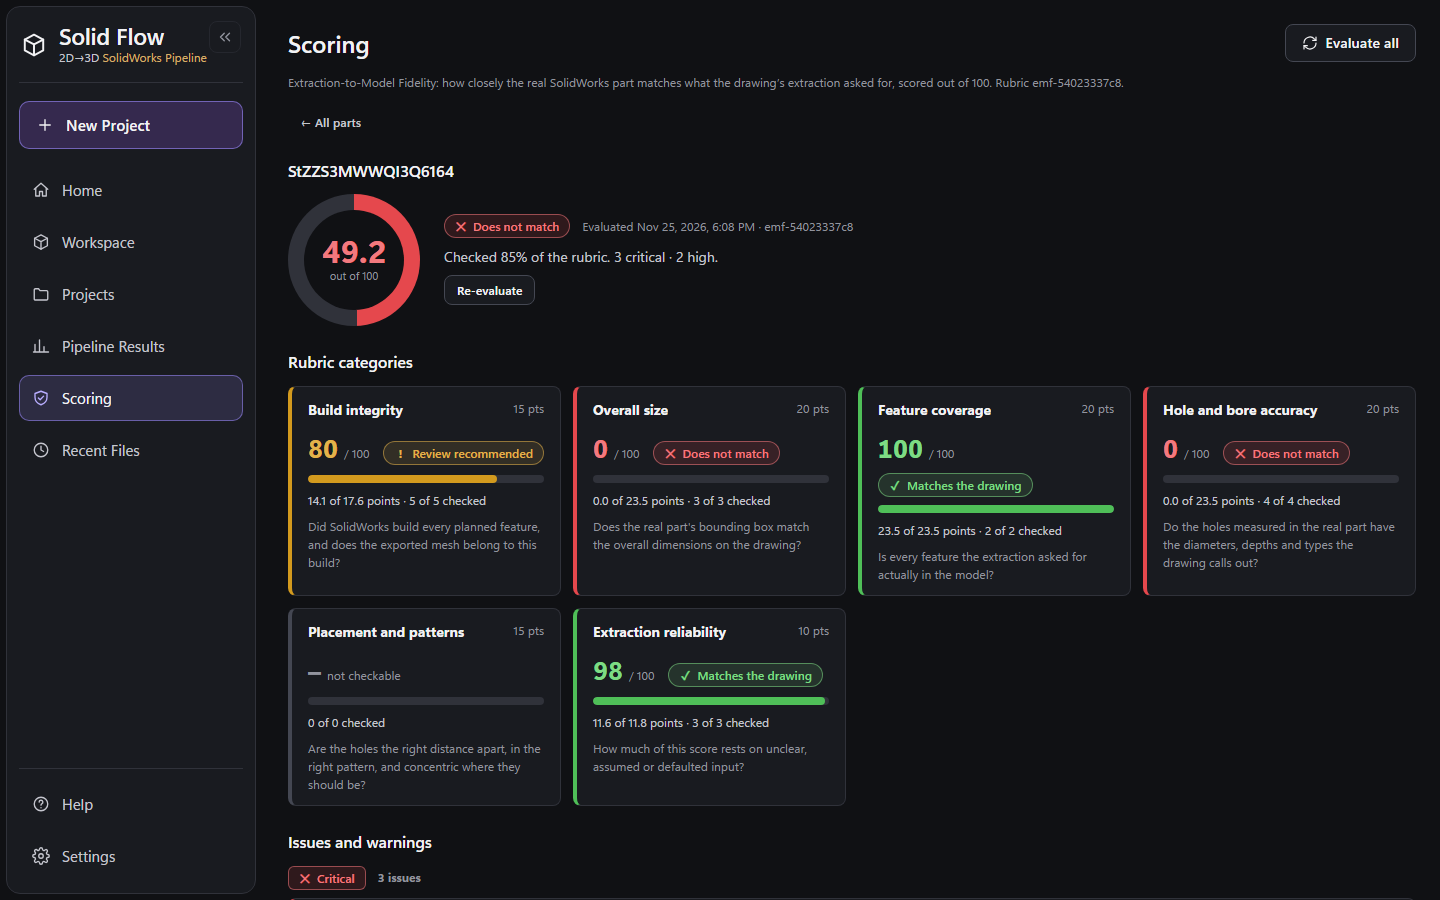 Solid Flow
2D→3D SolidWorks Pipeline
New Project
Home
Workspace
Projects
Pipeline Results
Scoring
Recent Files
Help
Settings
Scoring
Evaluate all
Extraction-to-Model Fidelity: how closely the real SolidWorks part matches what the drawing's extraction asked for, scored out of 100. Rubric emf-54023337c8.
← All parts
StZZS3MWWQI3Q6164
49.2
out of 100
Does not match
Evaluated Nov 25, 2026, 6:08 PM · emf-54023337c8
Checked 85% of the rubric. 3 critical · 2 high.
Re-evaluate
Rubric categories
Build integrity
15 pts
80 / 100
! Review recommended
14.1 of 17.6 points · 5 of 5 checked
Did SolidWorks build every planned feature,
and does the exported mesh belong to this
build?
Overall size
20 pts
0 / 100
Does not match
0.0 of 23.5 points · 3 of 3 checked
Does the real part's bounding box match
the overall dimensions on the drawing?
Feature coverage
20 pts
100 / 100
Matches the drawing
23.5 of 23.5 points · 2 of 2 checked
Is every feature the extraction asked for
actually in the model?
Hole and bore accuracy
20 pts
0 / 100
Does not match
0.0 of 23.5 points · 4 of 4 checked
Do the holes measured in the real part have
the diameters, depths and types the
drawing calls out?
Placement and patterns
15 pts
— not checkable
0 of 0 checked
Are the holes the right distance apart, in the
right pattern, and concentric where they
should be?
Extraction reliability
10 pts
98 / 100
Matches the drawing
11.6 of 11.8 points · 3 of 3 checked
How much of this score rests on unclear,
assumed or defaulted input?
Issues and warnings
Critical
3 issues